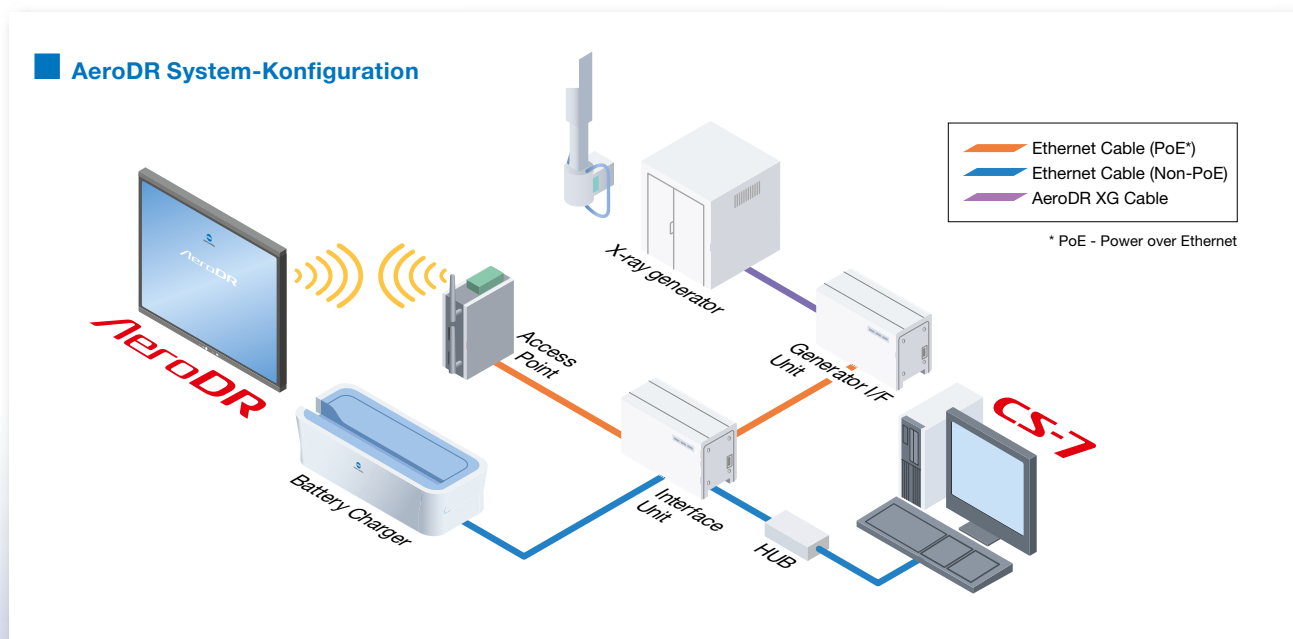 AeroDR System-Konfiguration
Ethernet Cable (PoE*)
Ethernet Cable (Non-PoE)
AeroDR XG Cable
* PoE - Power over Ethernet
X-ray generator
AeroDR
AeroDR
Access
Point
Generator I/F
Unit
CS-7
Battery Charger
Interface
Unit
HUB